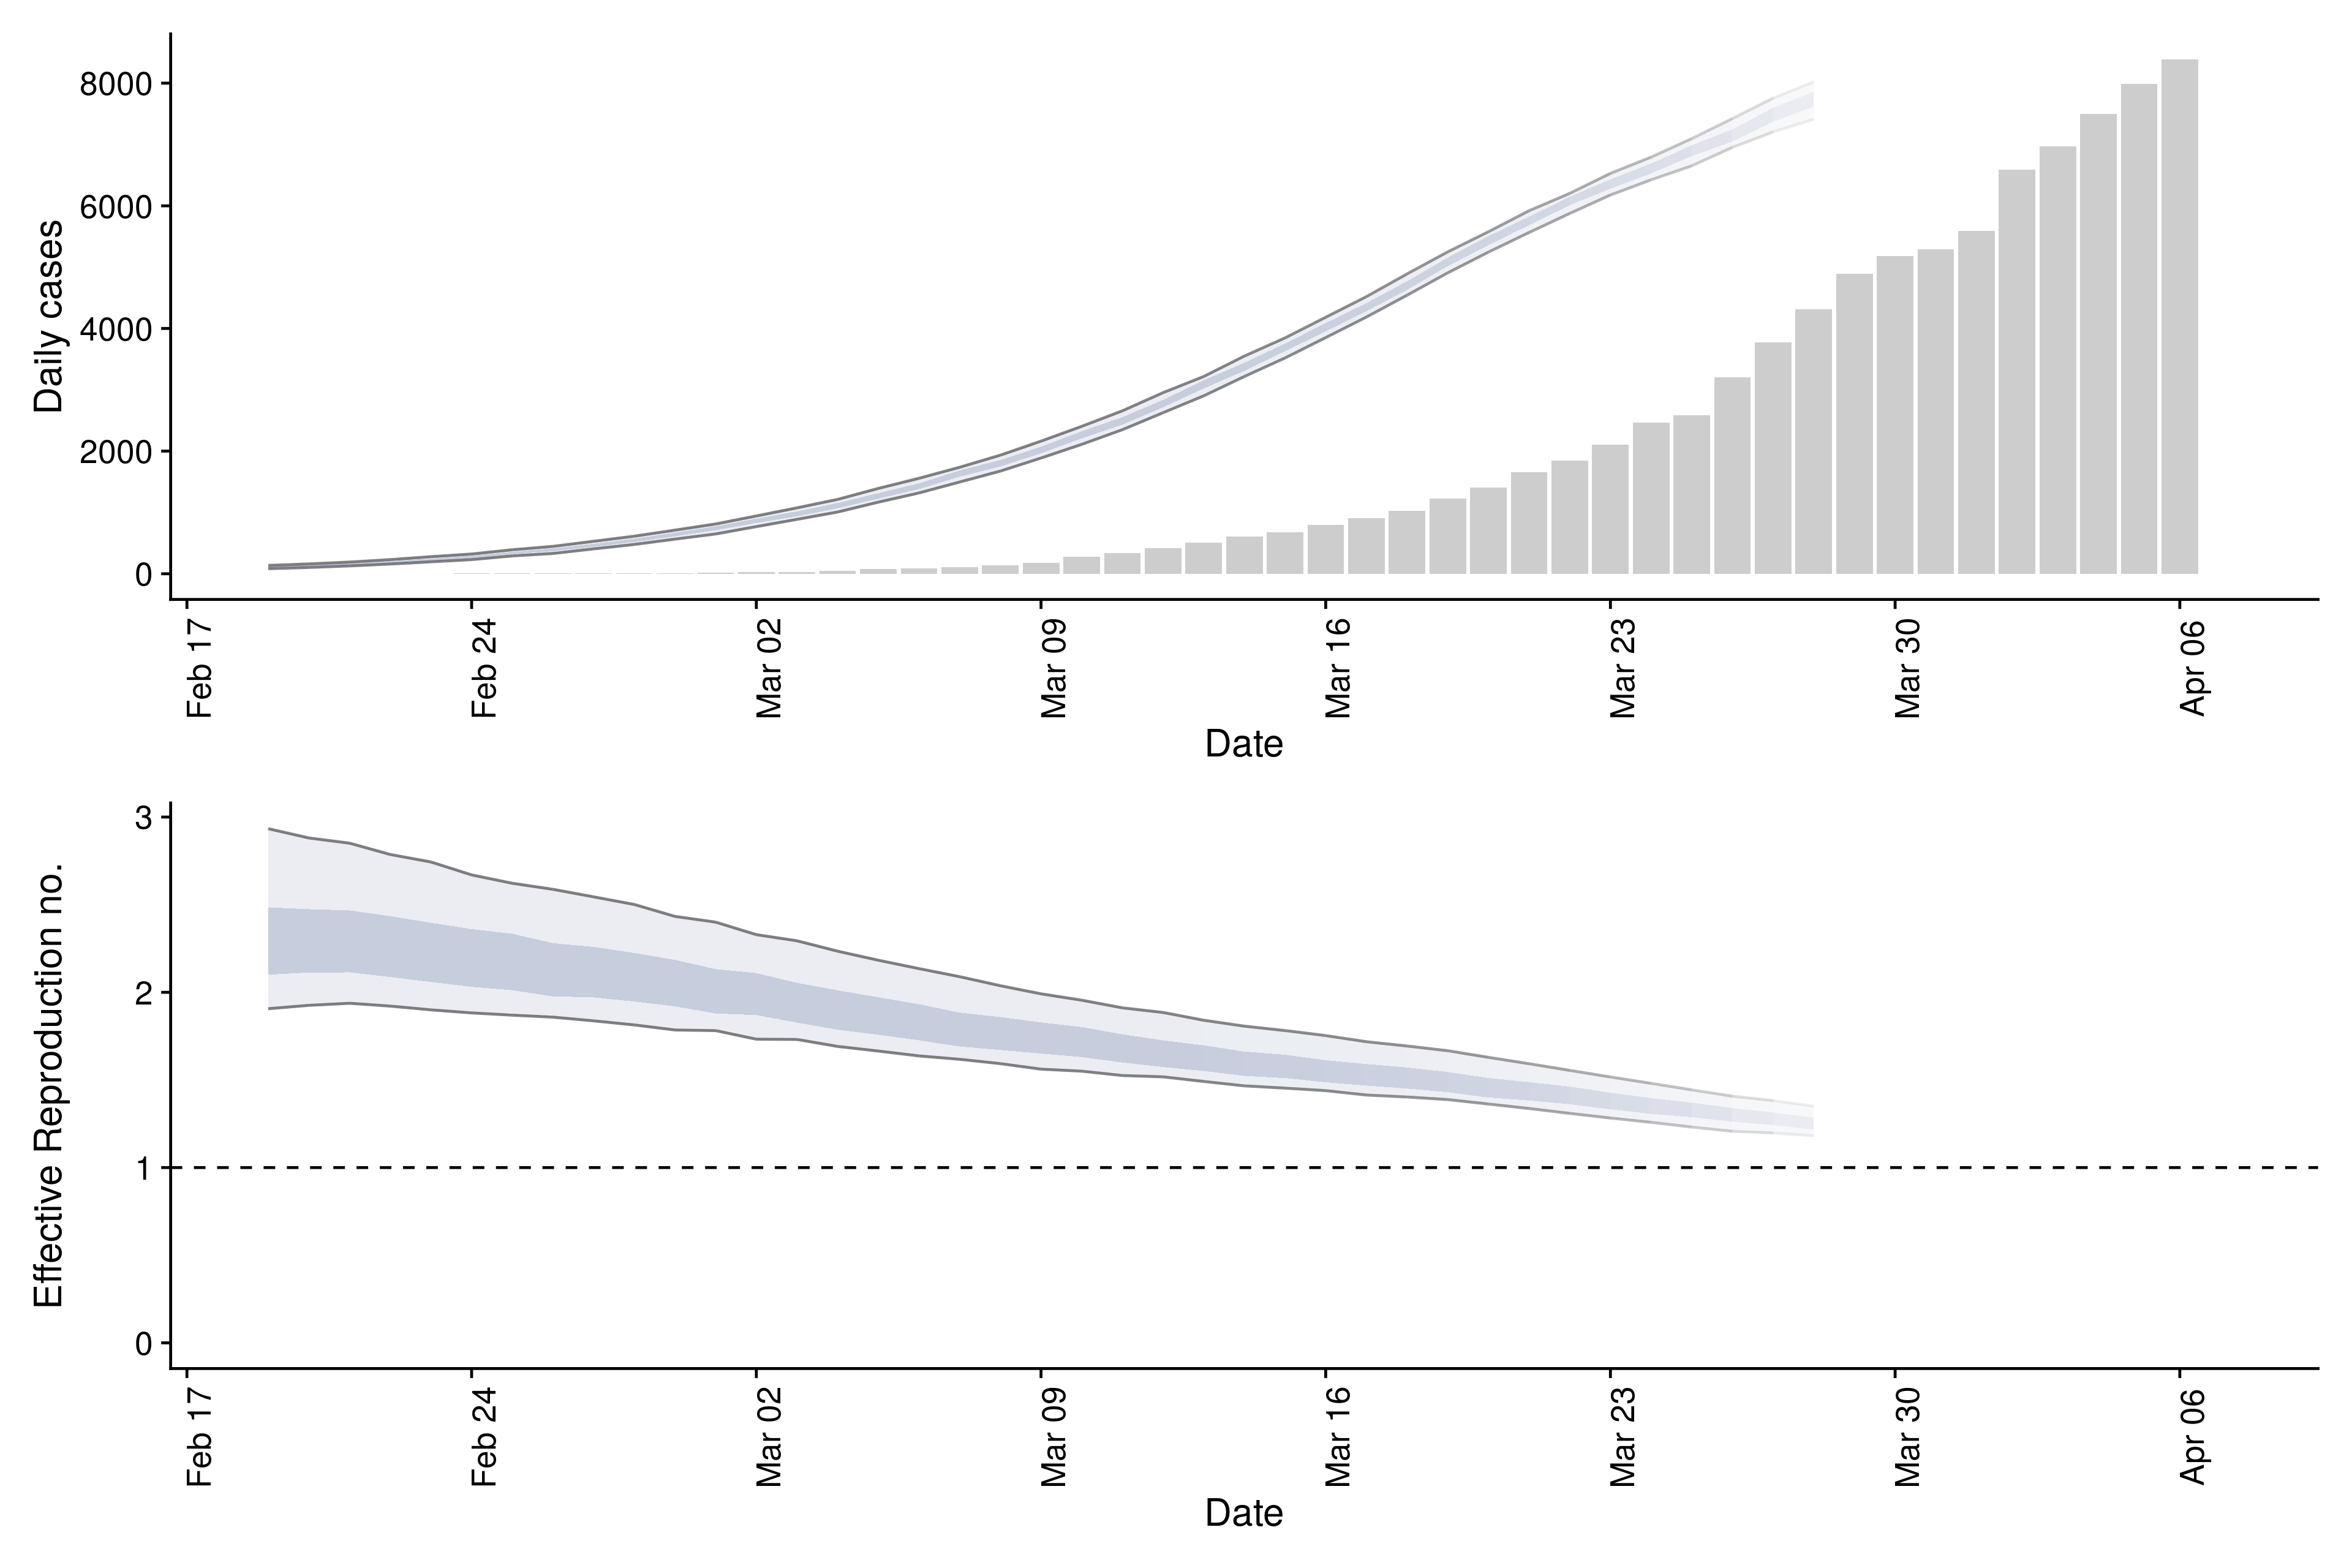 Daily cases
8000
6000
4000
2000
0
Feb 17
Feb 24
Mar 02
Mar 09
Mar 16
Mar 23
Mar 30
Apr 06
Date
Effective Reproduction no.
3
2
1
0
Feb 17
Feb 24
Mar 02
Mar 09
Mar 16
Mar 23
Mar 30
Apr 06
Date